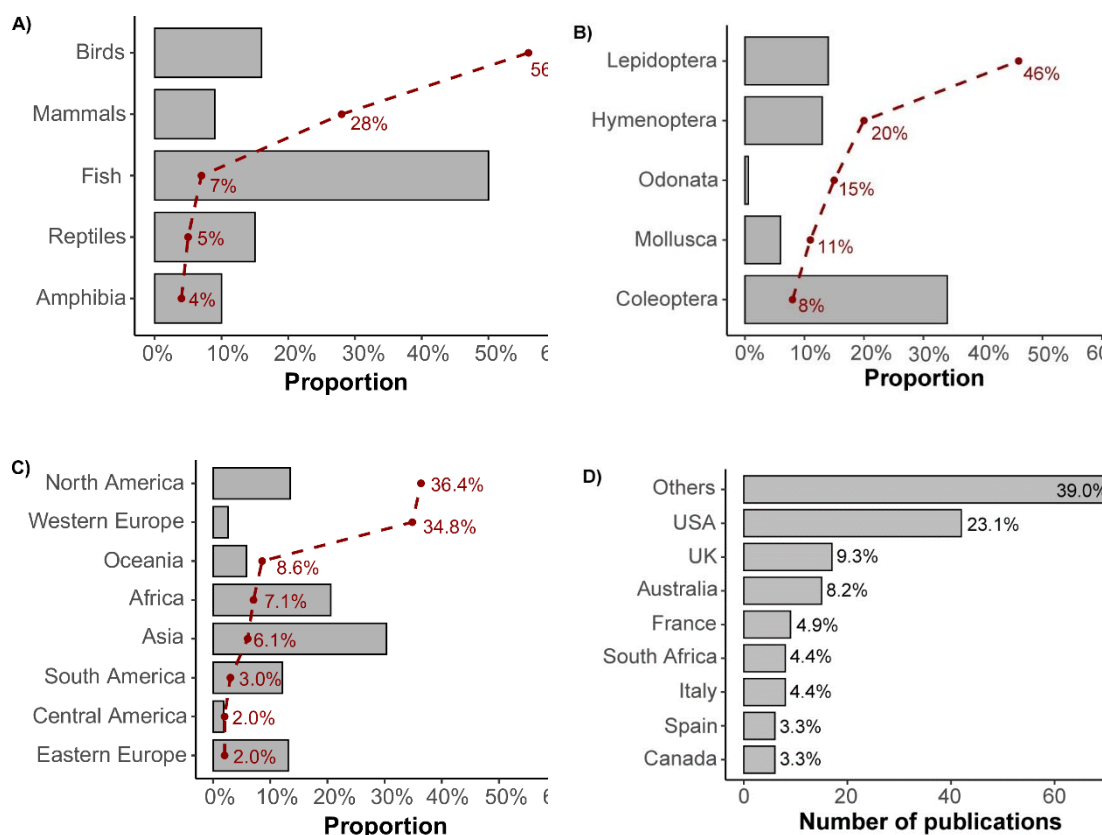 A)
Birds
56
Mammals
28%
Fish
7%
Reptiles
5%
Amphibia
4%
0% 10% 20% 30% 40% 50% 6
Proportion
B)
Lepidoptera
46%
Hymenoptera
20%
Odonata
15%
Mollusca
11%
Coleoptera
8%
0% 10% 20% 30% 40% 50% 60
Proportion
C)
North America
36.4%
Western Europe
34.8%
Oceania
8.6%
Africa
7.1%
Asia
6.1%
South America
3.0%
Central America
2.0%
Eastern Europe
2.0%
0% 10% 20% 30% 40% 50% 6
Proportion
D)
Others
39.0%
USA
23.1%
UK
9.3%
Australia
8.2%
France
4.9%
South Africa
4.4%
Italy
4.4%
Spain
3.3%
Canada
3.3%
0 20 40 60
Number of publications